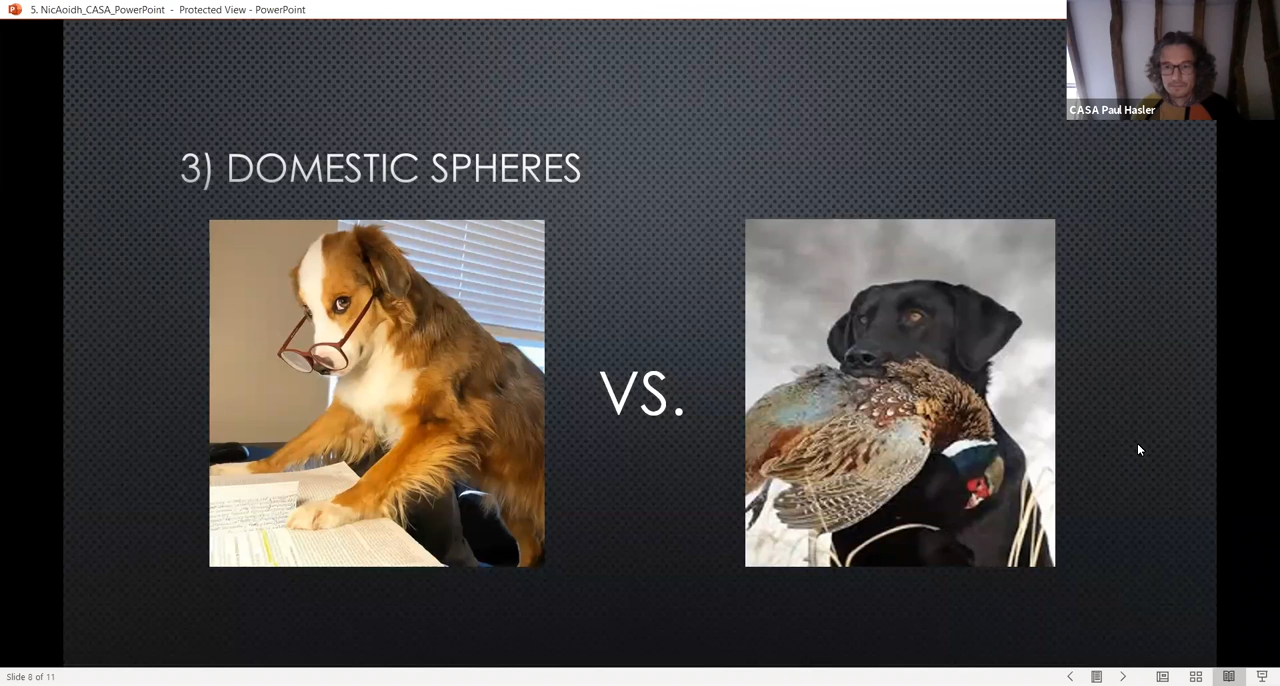 5. NicAoidh_CASA_PowerPoint - Protected View - PowerPoint
CASA Paul Hasler
3) DOMESTIC SPHERES
VS.
Slide 8 of 11